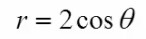 r = 2 cos θ